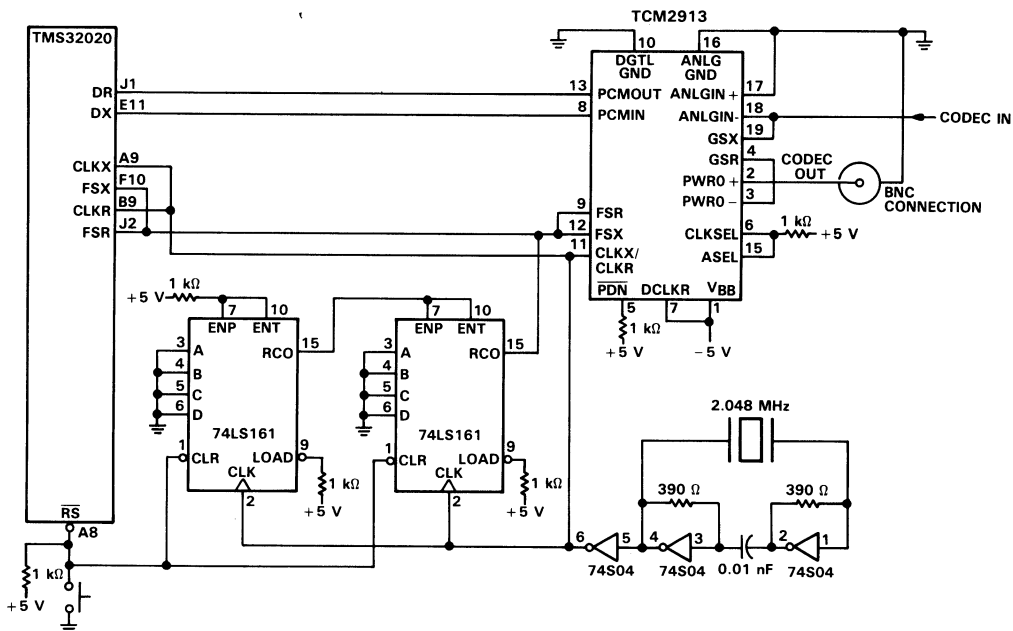 TCM2913
TMS32020
10
16
DGTL
GND
ANLG
GND
DR
J1
13
PCMOUT
ANLGIN+
17
DX
E11
8
PCMIN
ANLGIN-
18
CODEC IN
GSX
19
CLKX
A9
GSR
4
CODEC
OUT
FSX
F10
PWR0 +
2
CLKR
B9
PWR0 -
3
BNC
CONNECTION
FSR
J2
9
FSR
12
FSX
CLKSEL
6
1 kΩ
+5 V
11
CLKX/
CLKR
ASEL
15
PDN
DCLKR
VBB
5
7
1
1 kΩ
+5 V
-5 V
1 kΩ
+5 V
7
10
ENP
ENT
7
10
ENP
ENT
3
A
RCO
15
3
A
RCO
15
4
B
4
B
5
C
5
C
6
D
6
D
74LS161
74LS161
1
CLR
LOAD
9
1
CLR
LOAD
9
CLK
CLK
2
2
1 kΩ
+5 V
1 kΩ
+5 V
2.048 MHz
390 Ω
390 Ω
6
5
4
3
2
1
74S04
74S04
0.01 nF
74S04
RS
A8
1 kΩ
+5 V